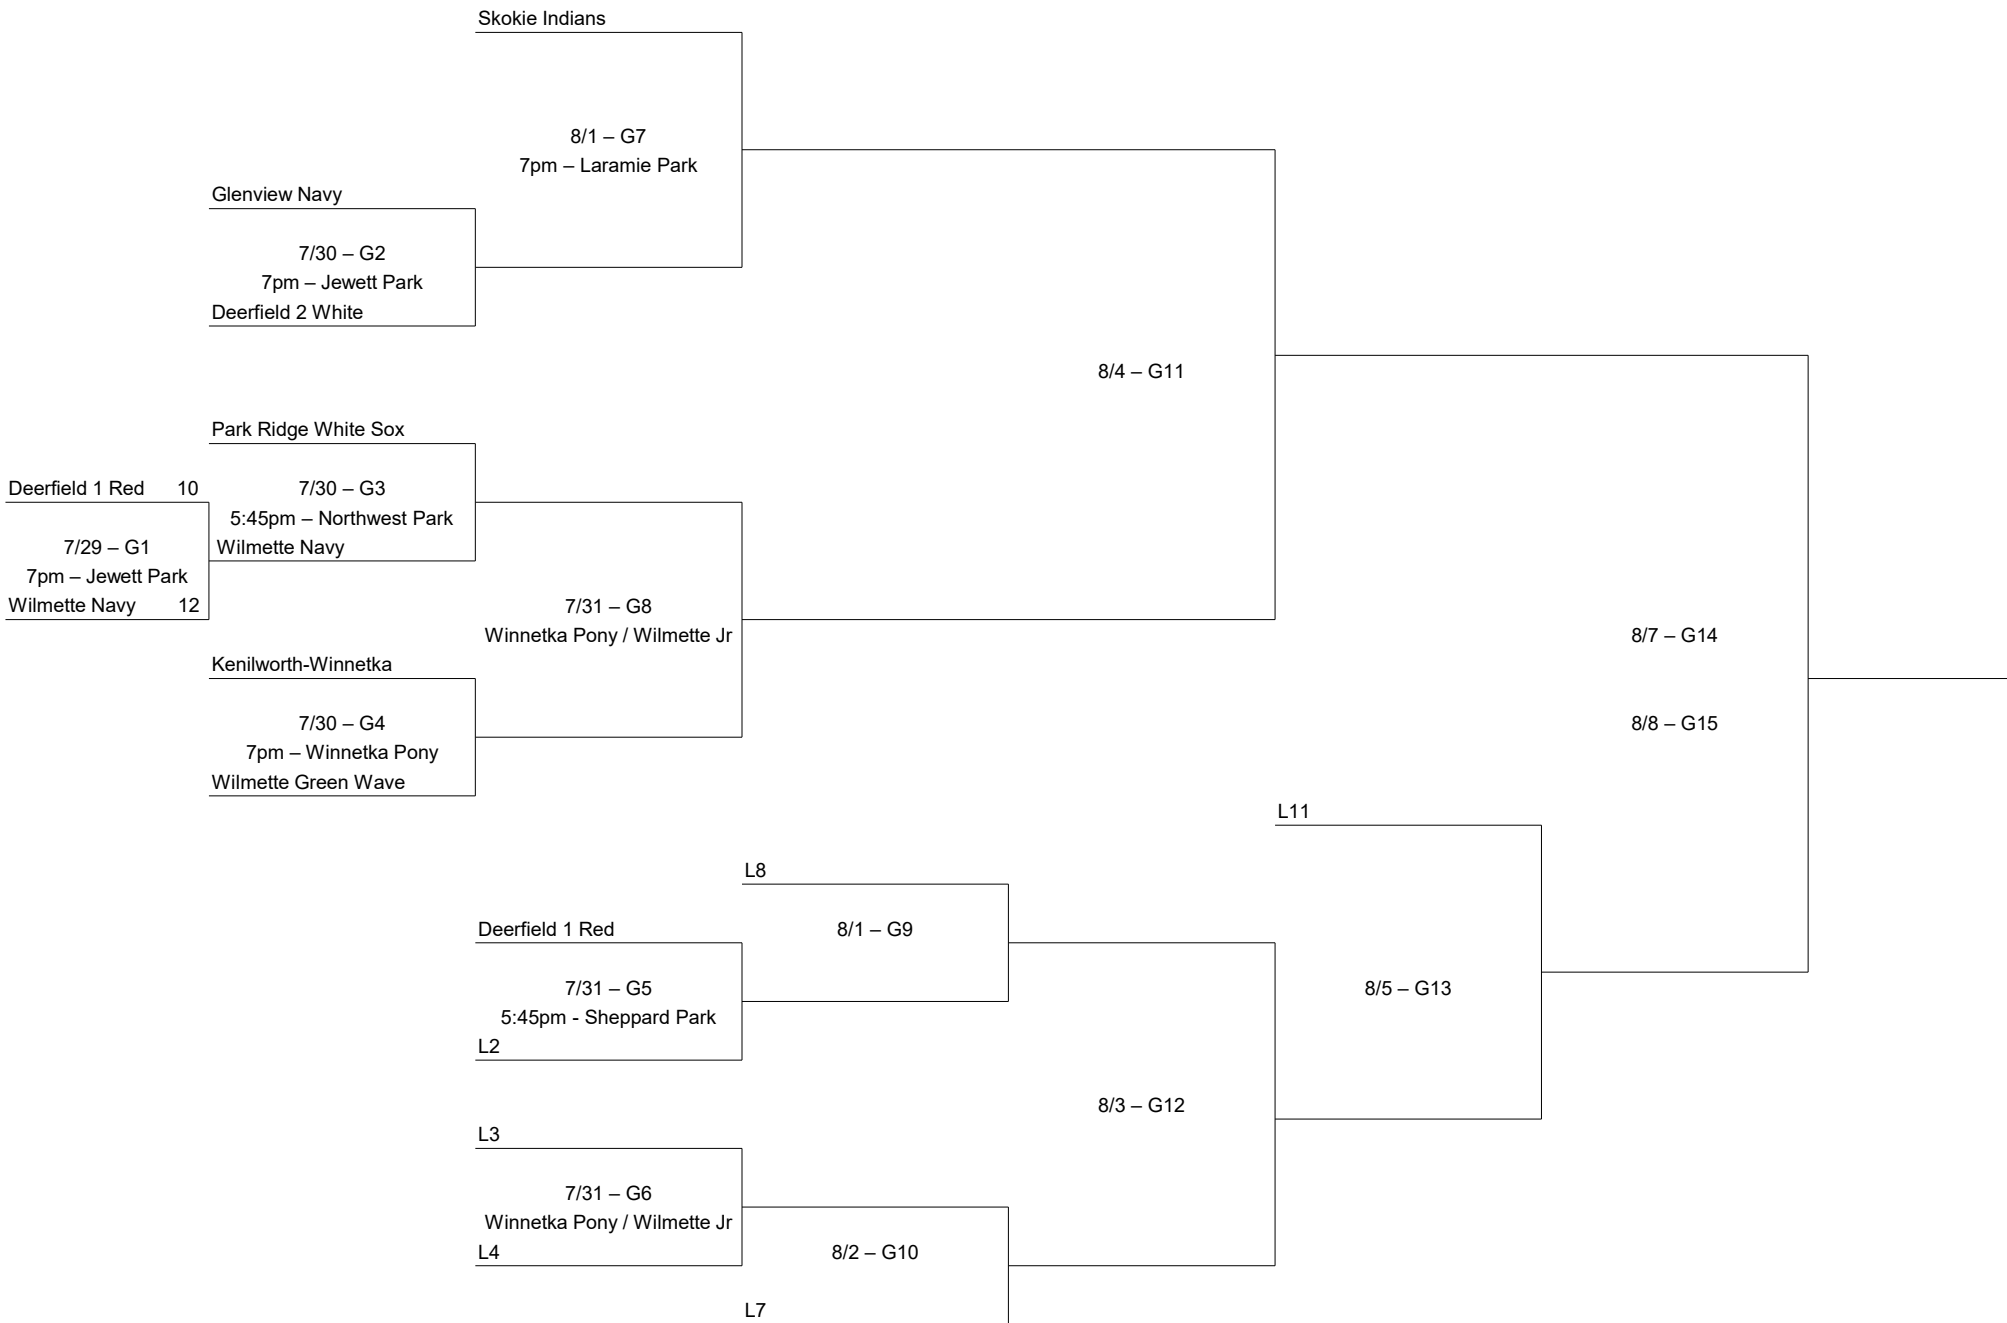 Skokie Indians
8/1 – G7
7pm – Laramie Park
Glenview Navy
7/30 – G2
7pm – Jewett Park
Deerfield 2 White
8/4 – G11
Park Ridge White Sox
Deerfield 1 Red 10
7/30 – G3
5:45pm – Northwest Park
7/29 – G1
Wilmette Navy
7pm – Jewett Park
Wilmette Navy 12
7/31 – G8
Winnetka Pony / Wilmette Jr
8/7 – G14
Kenilworth-Winnetka
7/30 – G4
7pm – Winnetka Pony
Wilmette Green Wave
8/8 – G15
L11
L8
Deerfield 1 Red
8/1 – G9
7/31 – G5
5:45pm - Sheppard Park
L2
8/5 – G13
8/3 – G12
L3
7/31 – G6
Winnetka Pony / Wilmette Jr
L4
8/2 – G10
L7